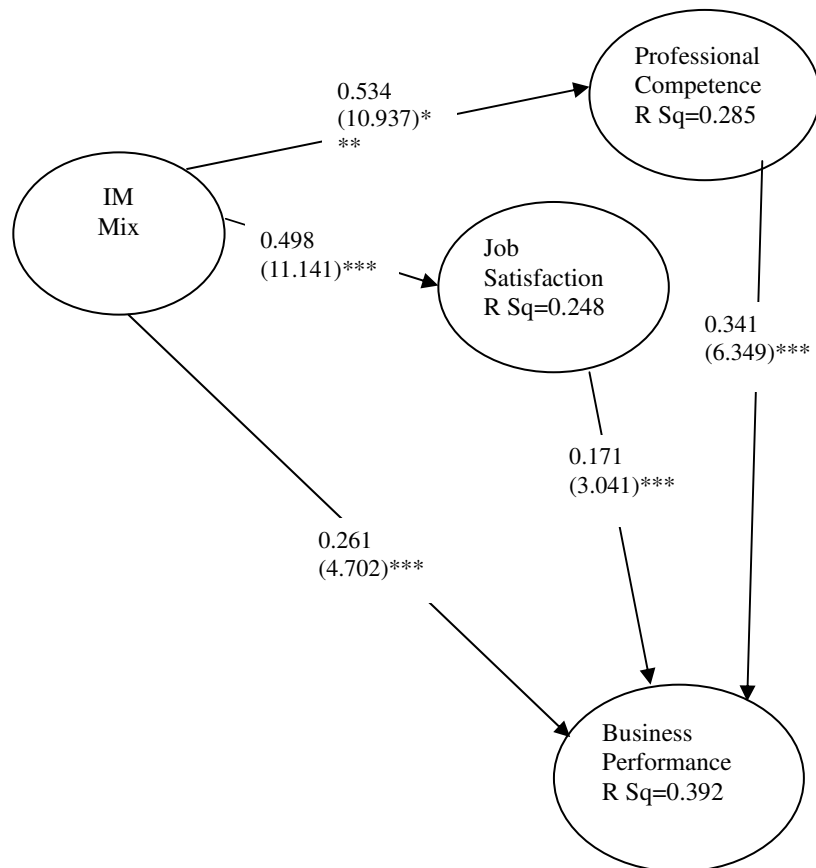 Professional
Competence
R Sq=0.285
0.534
(10.937)*
**
IM
Mix
0.498
(11.141)***
Job
Satisfaction
R Sq=0.248
0.341
(6.349)***
0.171
(3.041)***
0.261
(4.702)***
Business
Performance
R Sq=0.392